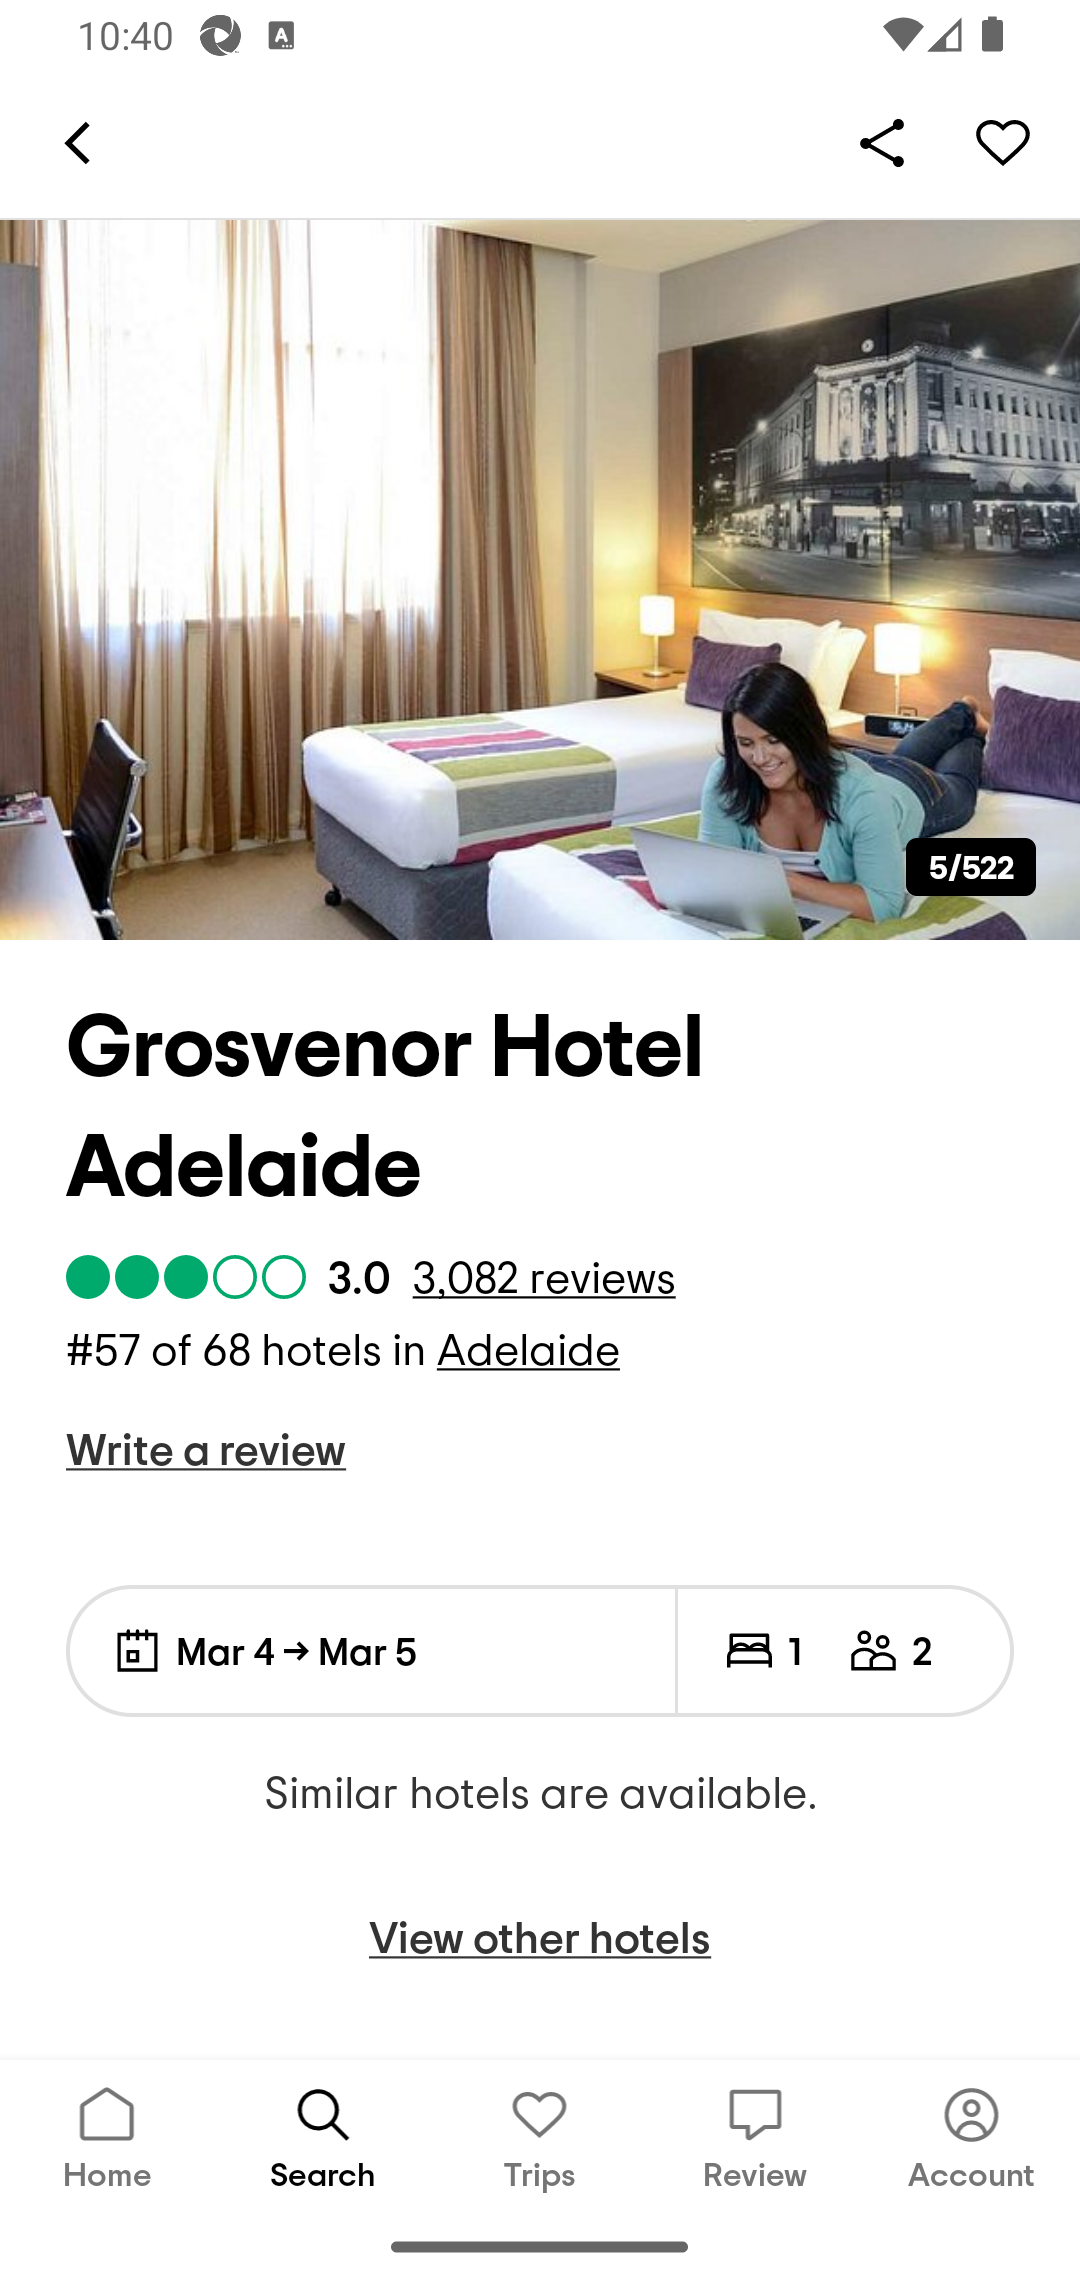 10:40
A
5/522
Grosvenor Hotel
Adelaide
3.0 3,082 reviews
#57 of 68 hotels in Adelaide
Write a review
Mar 4 → Mar 5
1 2
Similar hotels are available.
View other hotels
Home Search Trips Review Account